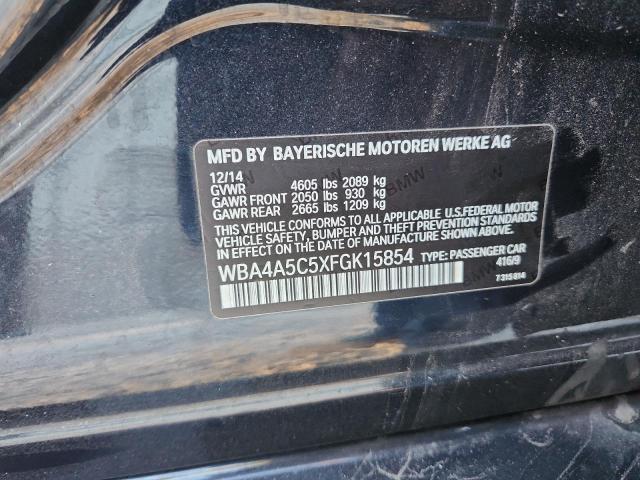 MFD BY BAYERISCHE MOTOREN WERKE AG
12/14
GVWR 4605 lbs 2089 kg
GAWR FRONT 2050 lbs 930 kg
GAWR REAR 2665 lbs 1209 kg
THIS VEHICLE CONFORMS TO ALL APPLICABLE U.S. FEDERAL MOTOR
VEHICLE SAFETY, BUMPER AND THEFT PREVENTION STANDARDS
IN EFFECT ON THE DATE OF MANUFACTURE SHOWN ABOVE.
WBA4A5C5XFGK15854 TYPE: PASSENGER CAR
416/9
7315814
BMW